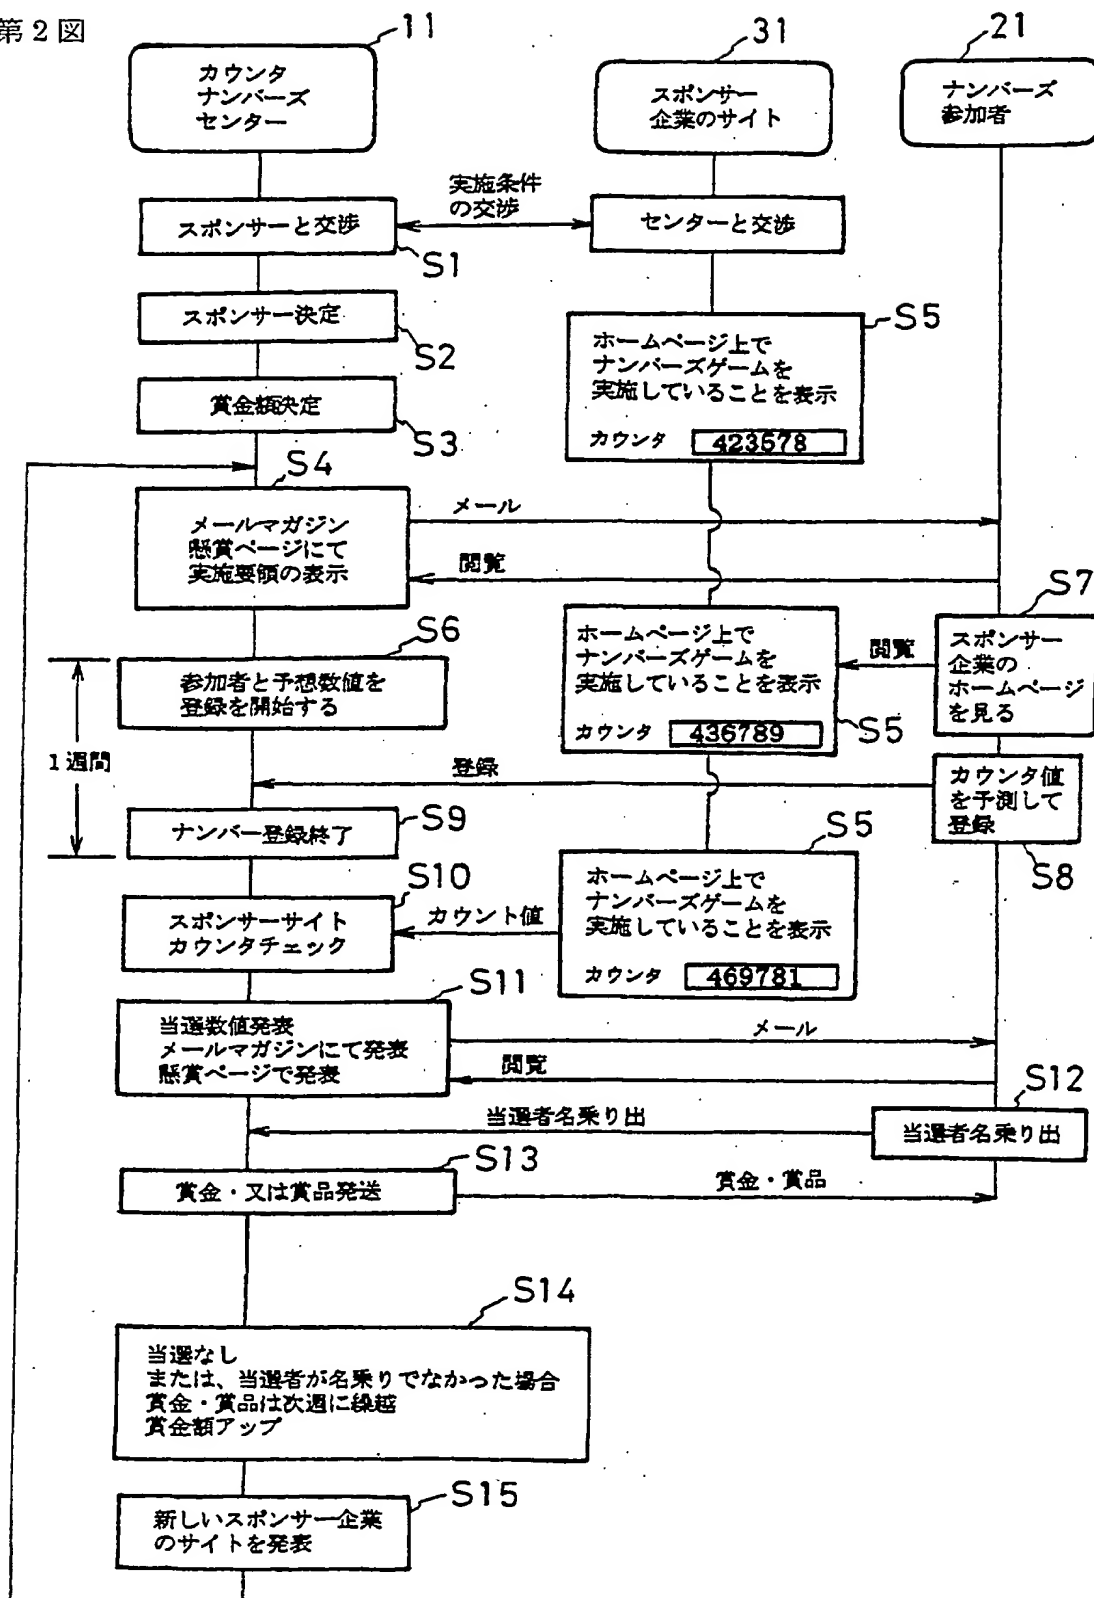 第2図
11
カウンタ
ナンバーズ
センター
31
スポンサー
企業のサイト
21
ナンバーズ
参加者
スポンサーと交渉
S1
実施条件
の交渉
センターと交渉
スポンサー決定
S2
賞金額決定
S3
S5
ホームページ上で
ナンバーズゲームを
実施していることを表示
カウンタ 423578
S4
メールマガジン
懸賞ページにて
実施要領の表示
メール
閲覧
S7
スポンサー
企業の
ホームページ
を見る
閲覧
ホームページ上で
ナンバーズゲームを
実施していることを表示
カウンタ 436789
S5
S6
参加者と予想数値を
登録を開始する
1週間
登録
カウンタ値
を予測して
登録
S8
ナンバー登録終了
S9
S5
ホームページ上で
ナンバーズゲームを
実施していることを表示
カウンタ 469781
S10
スポンサーサイト
カウンタチェック
カウント値
S11
当選数値発表
メールマガジンにて発表
懸賞ページで発表
メール
閲覧
S12
当選者名乗り出
当選者名乗り出
S13
賞金・又は賞品発送
賞金・賞品
S14
当選なし
または、当選者が名乗りでなかった場合
賞金・賞品は次週に繰越
賞金額アップ
S15
新しいスポンサー企業
のサイトを発表